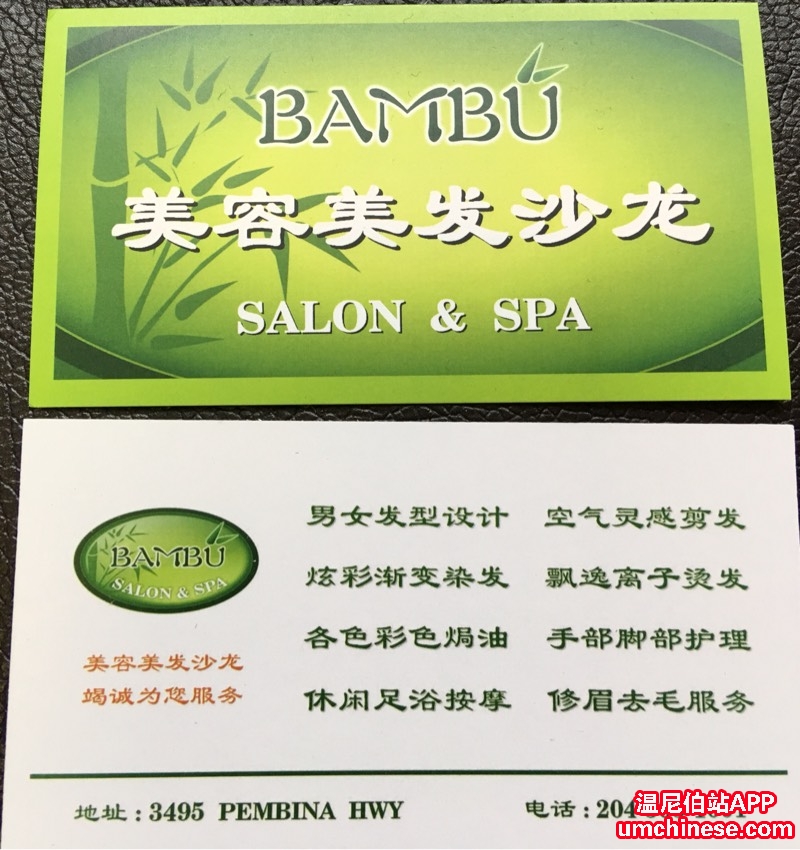 BAMBU
美容美发沙龙
SALON & SPA
BAMBU
SALON & SPA
美容美发沙龙
竭诚为您服务
男女发型设计 空气灵感剪发
炫彩渐变染发 飘逸离子烫发
各色彩色焗油 手部脚部护理
休闲足浴按摩 修眉去毛服务
地址：3495 PEMBINA HWY
电话：204
温尼伯站APP
umchinese.com